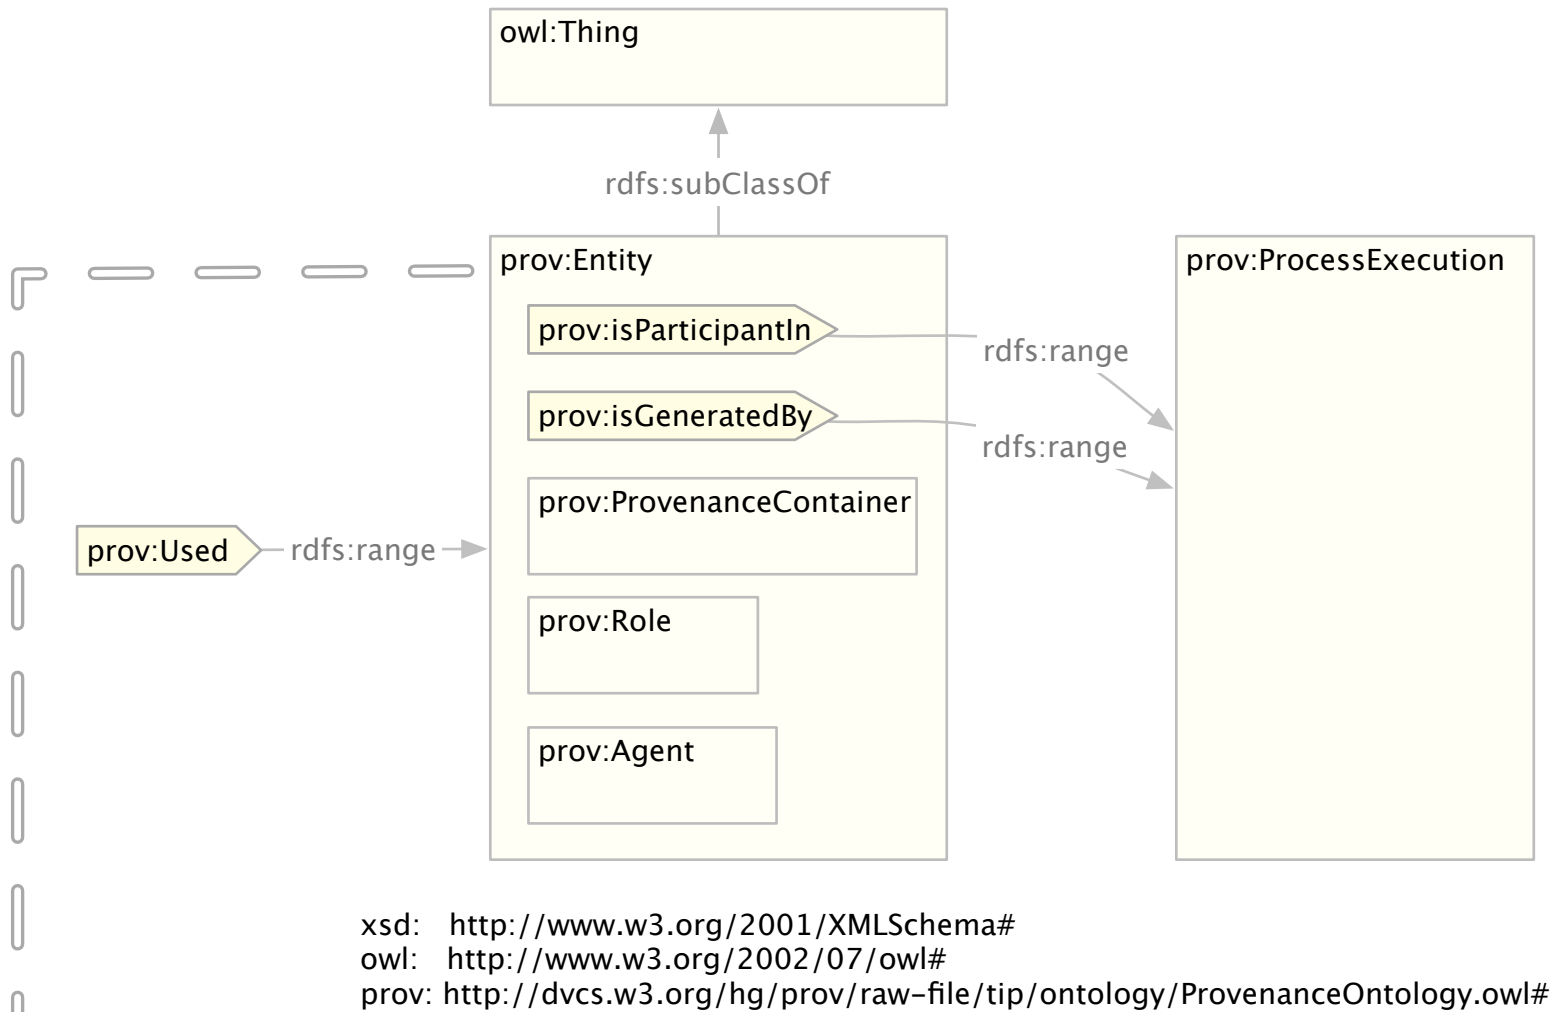 owl:Thing
rdfs:subClassOf
prov:Entity
prov:ProcessExecution
prov:isParticipantIn
rdfs:range
prov:isGeneratedBy
rdfs:range
prov:ProvenanceContainer
prov:Used
rdfs:range
prov:Role
prov:Agent
xsd: http://www.w3.org/2001/XMLSchema#
owl: http://www.w3.org/2002/07/owl#
prov: http://dvcs.w3.org/hg/prov/raw-file/tip/ontology/ProvenanceOntology.owl#